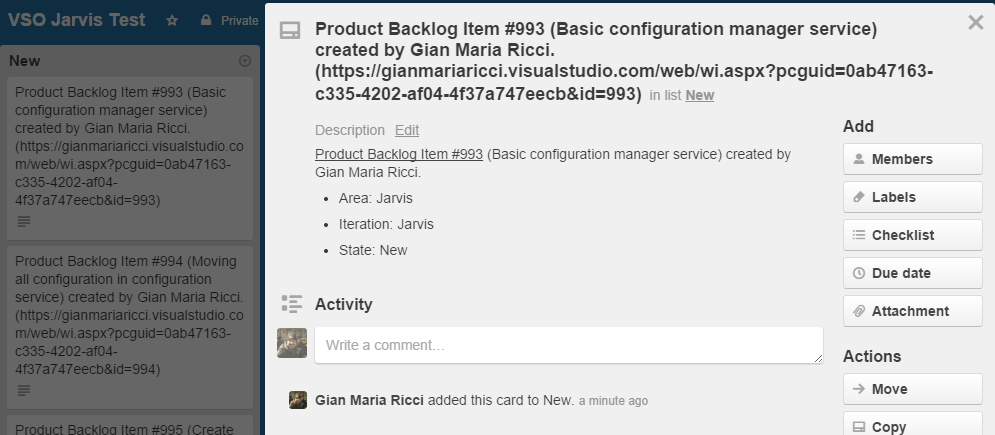 VSO Jarvis Test
Private
New
Product Backlog Item #993 (Basic
configuration manager service)
created by Gian Maria Ricci.
(https://gianmariaricci.visualstudio.co
m/web/wi.aspx?pcguid=0ab47163-
c335-4202-af04-
4f37a747eecb&id=993)
Product Backlog Item #994 (Moving
all configuration in configuration
service) created by Gian Maria Ricci.
(https://gianmariaricci.visualstudio.co
m/web/wi.aspx?pcguid=0ab47163-
c335-4202-af04-
4f37a747eecb&id=994)
Product Backlog Item #995 (Create
Product Backlog Item #993 (Basic configuration manager service)
created by Gian Maria Ricci.
(https://gianmariaricci.visualstudio.com/web/wi.aspx?pcguid=0ab47163-
c335-4202-af04-4f37a747eecb&id=993) in list New
Description Edit
Product Backlog Item #993 (Basic configuration manager service) created by
Gian Maria Ricci.
• Area: Jarvis
• Iteration: Jarvis
• State: New
Activity
Write a comment…
Gian Maria Ricci added this card to New. a minute ago
Add
Members
Labels
Checklist
Due date
Attachment
Actions
Move
Copy